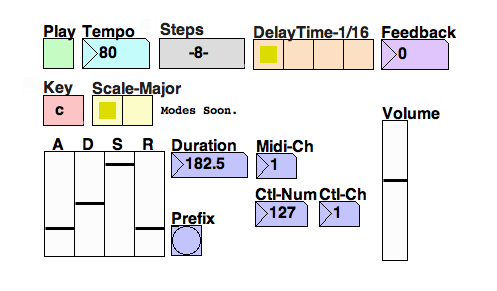 Play Tempo Steps DelayTime-1/16 Feedback
80 -8- 0
Key Scale-Major
c Modes Soon.
Volume
A D S R Duration Midi-Ch
182.5 1
Ctl-Num Ctl-Ch
127 1
Prefix